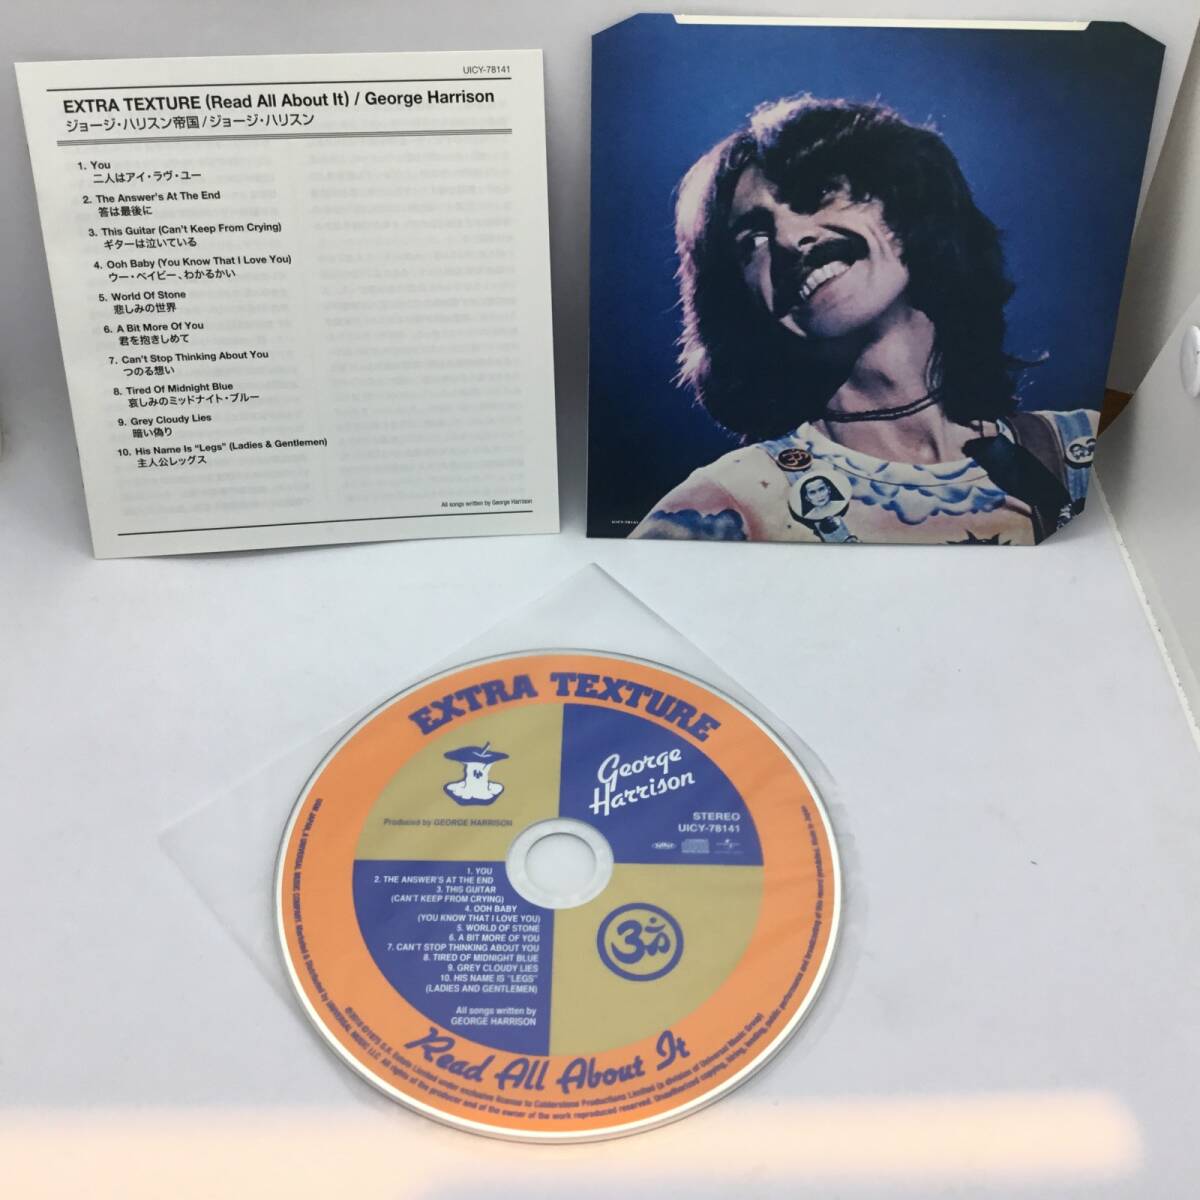 UICY-78141
EXTRA TEXTURE (Read All About It) / George Harrison
ジョージ・ハリスン帝国/ジョージ・ハリスン
1. You
二人はアイ・ラヴ・ユー
2. The Answer's At The End
答は最後に
3. This Guitar (Can't Keep From Crying)
ギターは泣いている
4. Ooh Baby (You Know That I Love You)
ウー・ベイビー、わかるかい
5. World Of Stone
悲しみの世界
6. A Bit More Of You
君を抱きしめて
7. Can't Stop Thinking About You
つのる想い
8. Tired Of Midnight Blue
哀しみのミッドナイト・ブルー
9. Grey Cloudy Lies
暗い偽り
10. His Name Is "Legs" (Ladies & Gentlemen)
主人公レッグス
All songs written by George Harrison
UICY-78141
EXTRA TEXTURE
George
Harrison
Produced by GEORGE HARRISON
STEREO
UICY-78141
1. YOU
2. THE ANSWER'S AT THE END
3. THIS GUITAR
(CAN'T KEEP FROM CRYING)
4. OOH BABY
(YOU KNOW THAT I LOVE YOU)
5. WORLD OF STONE
6. A BIT MORE OF YOU
7. CAN'T STOP THINKING ABOUT YOU
8. TIRED OF MIDNIGHT BLUE
9. GREY CLOUDY LIES
10. HIS NAME IS "LEGS"
(LADIES AND GENTLEMEN)
All songs written by
GEORGE HARRISON
Read All About It